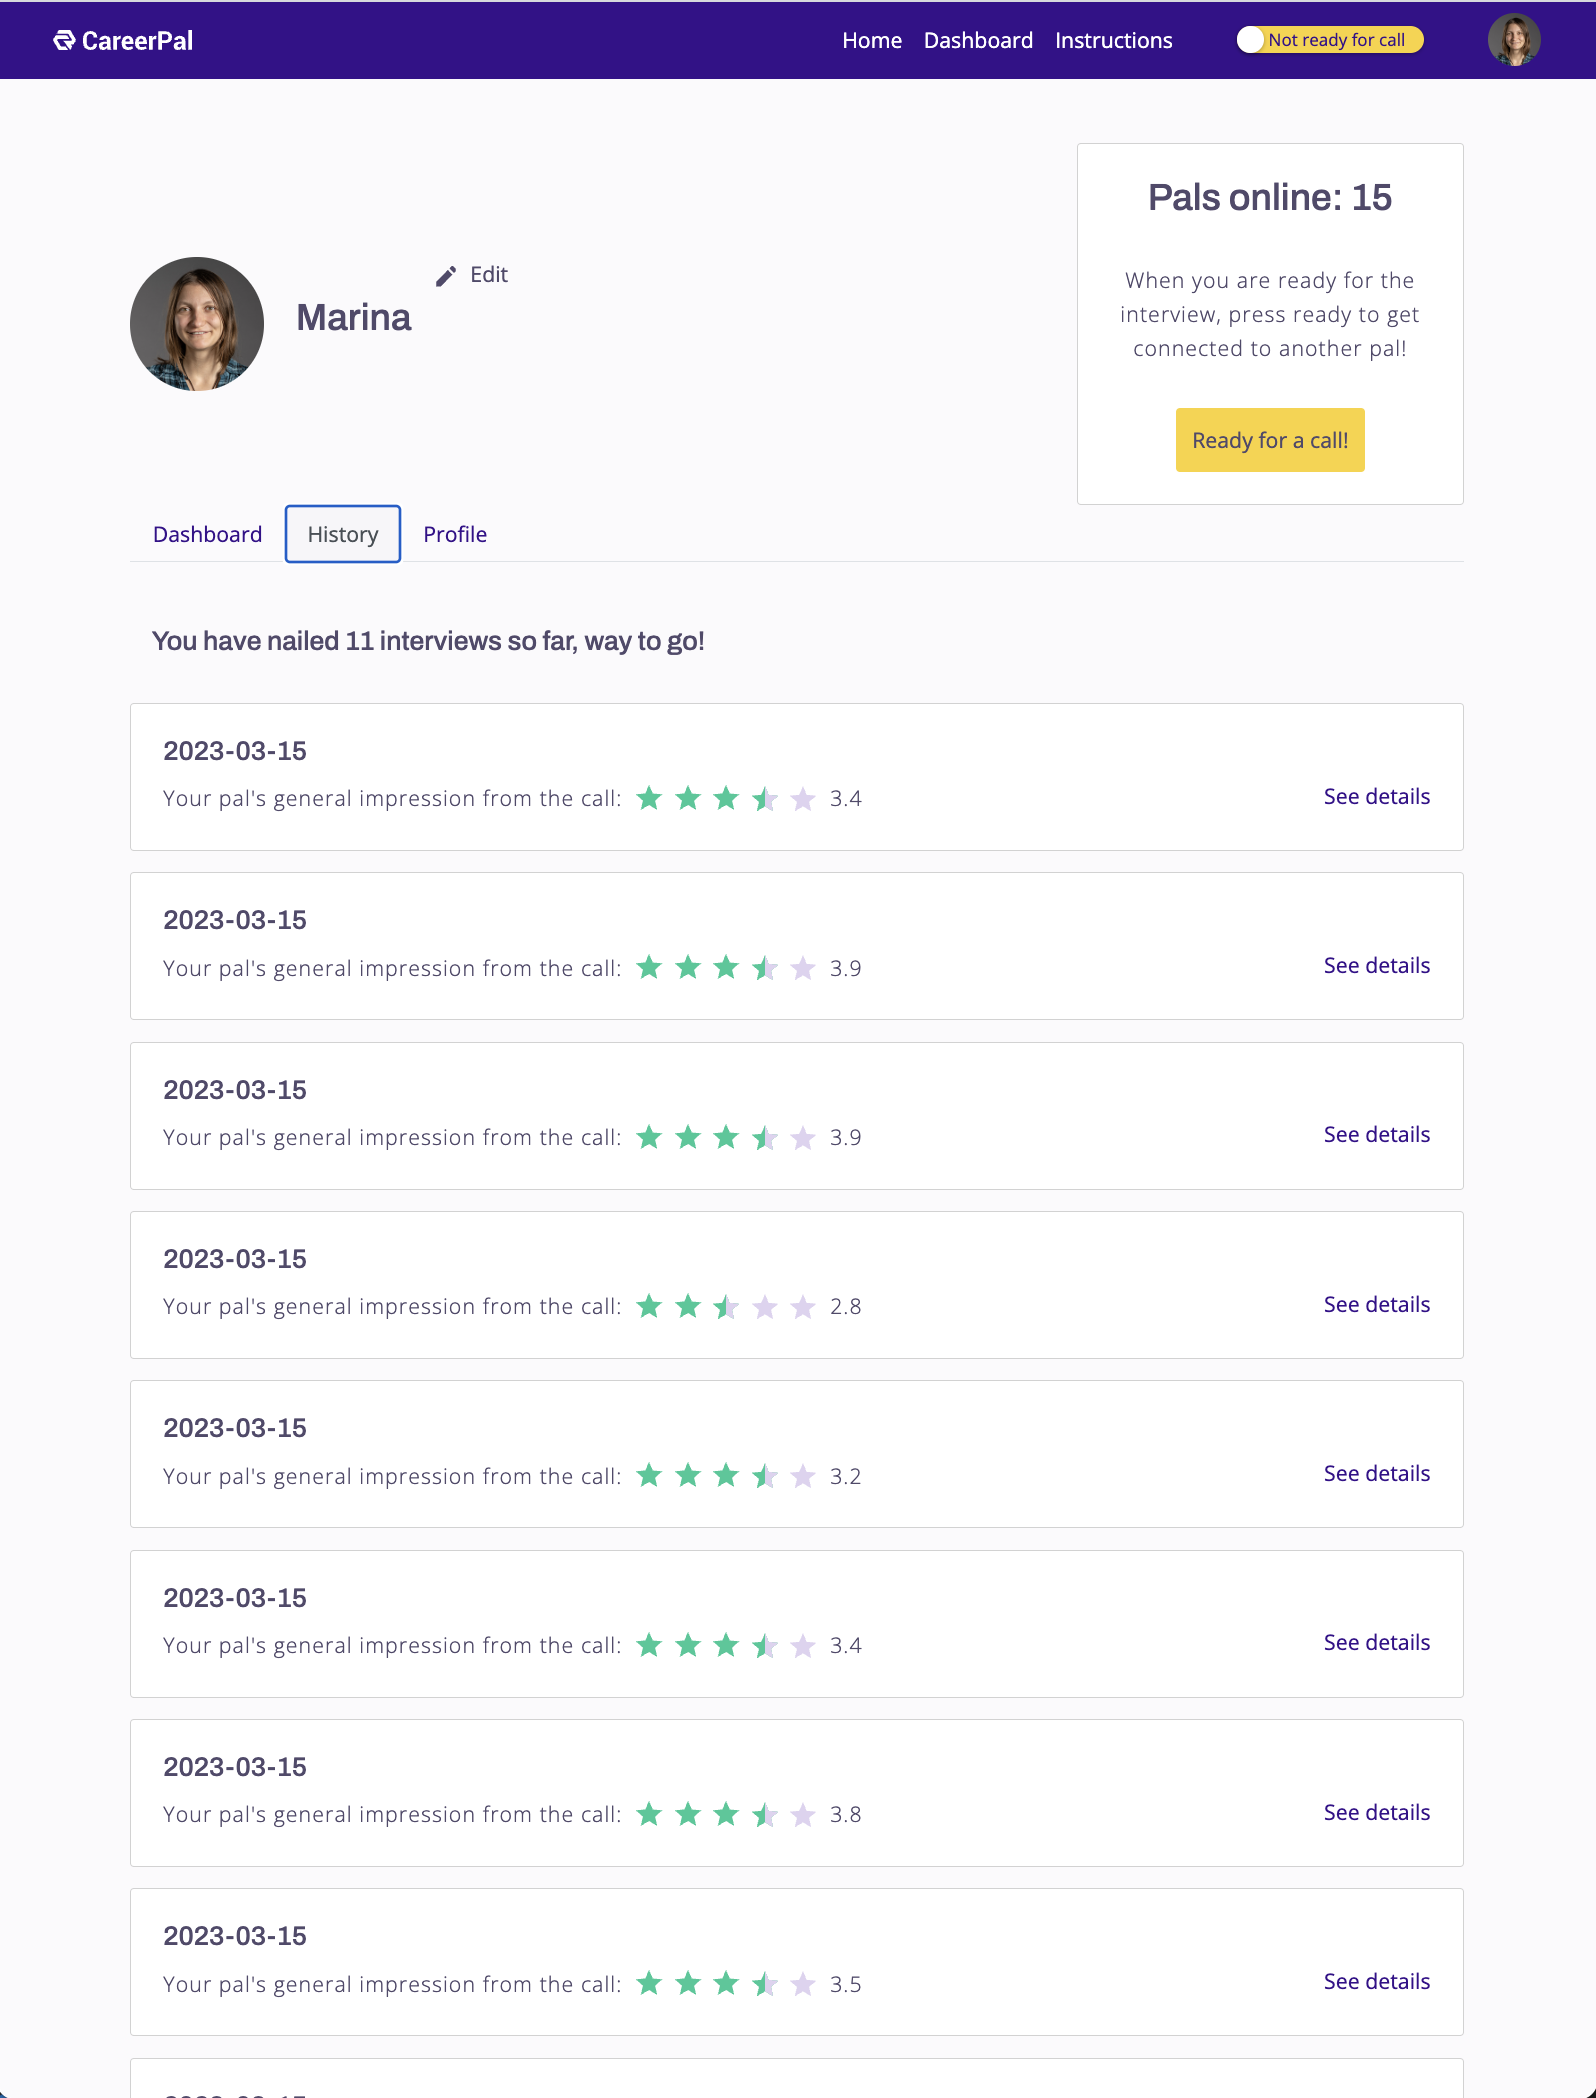 CareerPal
Home Dashboard Instructions Not ready for call
Pals online: 15
When you are ready for the
interview, press ready to get
connected to another pal!
Ready for a call!
Edit
Marina
Dashboard History Profile
You have nailed 11 interviews so far, way to go!
2023-03-15
Your pal's general impression from the call: 3.4 See details
2023-03-15
Your pal's general impression from the call: 3.9 See details
2023-03-15
Your pal's general impression from the call: 3.9 See details
2023-03-15
Your pal's general impression from the call: 2.8 See details
2023-03-15
Your pal's general impression from the call: 3.2 See details
2023-03-15
Your pal's general impression from the call: 3.4 See details
2023-03-15
Your pal's general impression from the call: 3.8 See details
2023-03-15
Your pal's general impression from the call: 3.5 See details